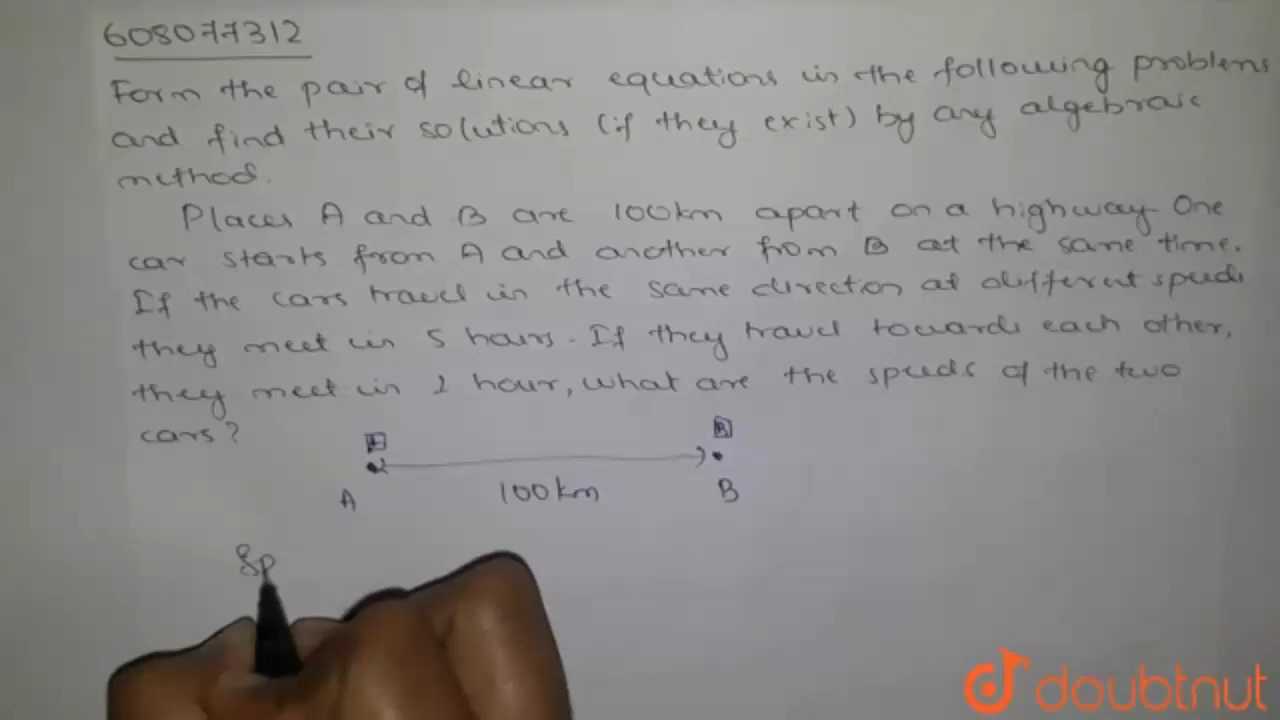 608077312
Form the pair of linear equations in the following problems
and find their solutions (if they exist) by any algebraic
method.
Places A and B are 100km apart on a highway. One
car starts from A and another from B at the same time.
If the cars travel in the same direction at different speeds
they meet in 5 hours. If they travel towards each other,
they meet in 1 hour, what are the speeds of the two
cars?
B
A 100km B
Sp
doubtnut